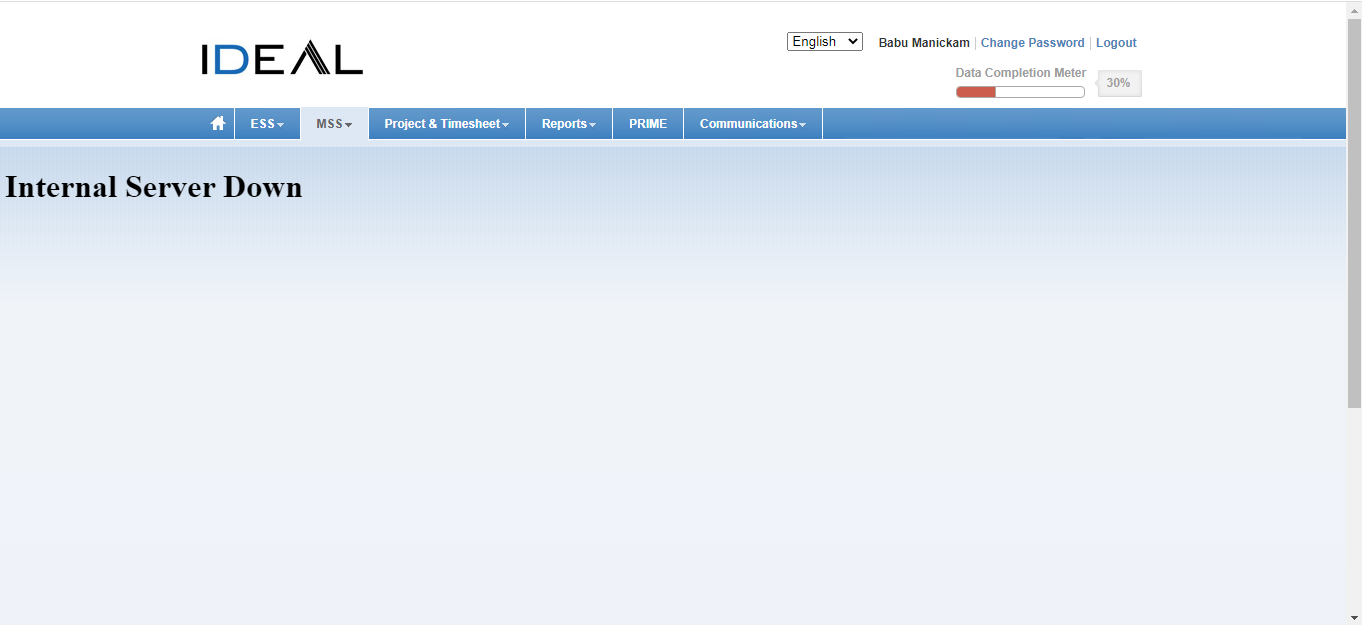 IDEAL
English
Babu Manickam | Change Password | Logout
Data Completion Meter
30%
ESS
MSS
Project & Timesheet
Reports
PRIME
Communications
Internal Server Down